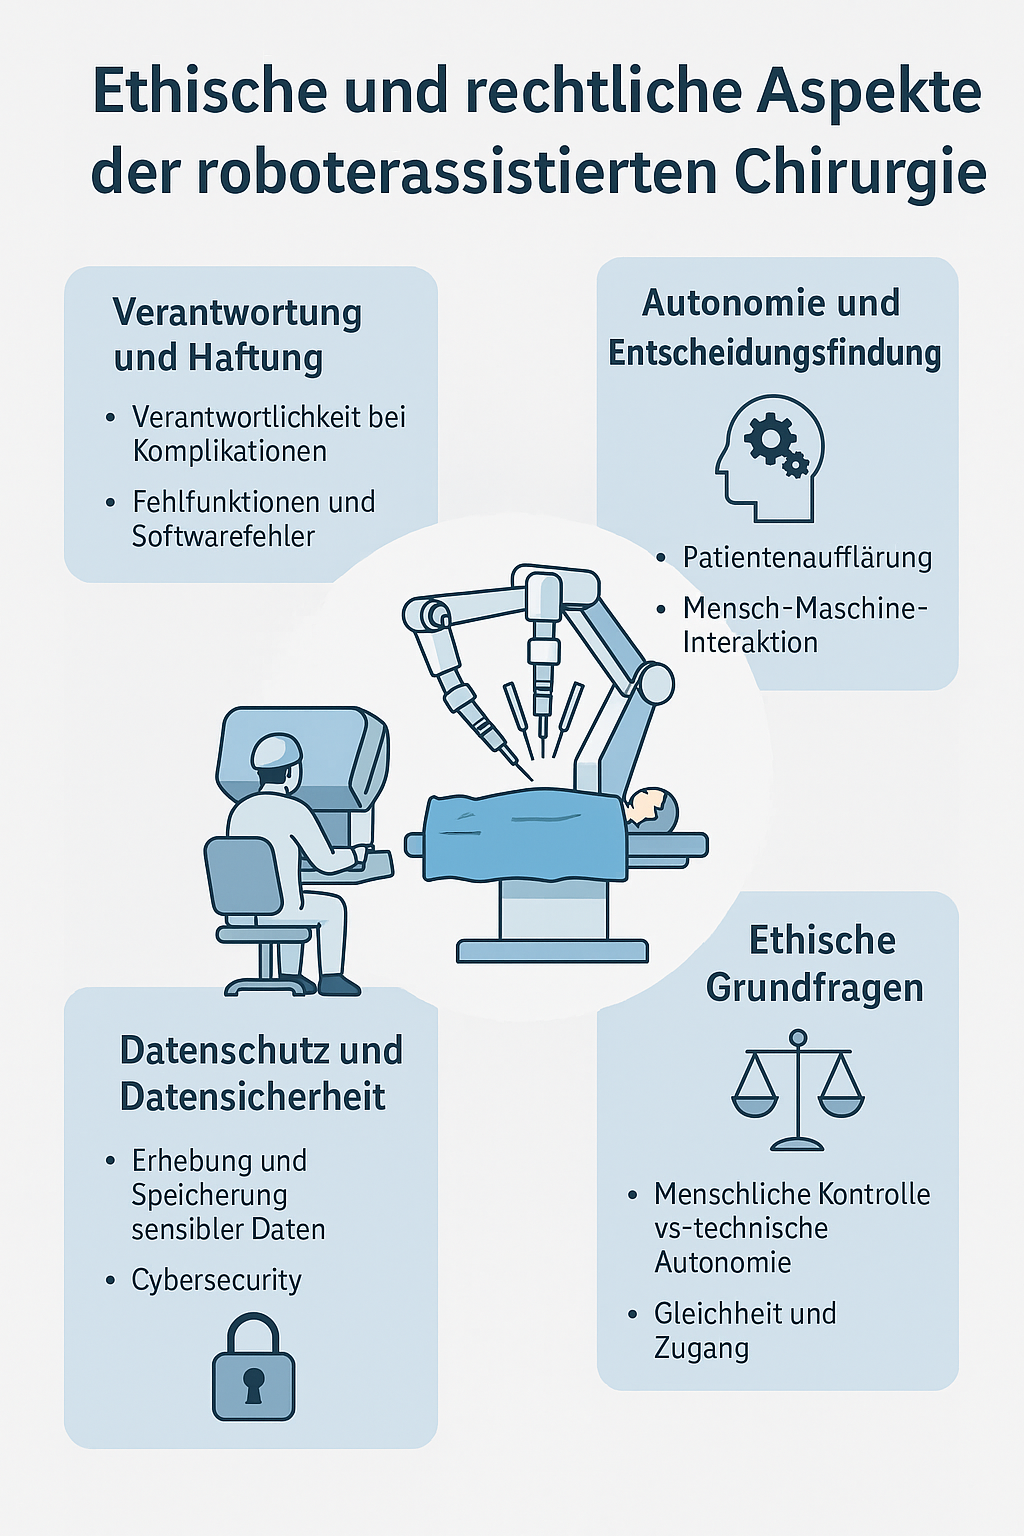 Ethische und rechtliche Aspekte
der roboterassistierten Chirurgie
Verantwortung
und Haftung
• Verantwortlichkeit bei
Komplikationen
• Fehlfunktionen und
Softwarefehler
Autonomie und
Entscheidungsfindung
• Patientenaufflärung
• Mensch-Maschine-
Interaktion
Datenschutz und
Datensicherheit
• Erhebung und
Speicherung
sensibler Daten
• Cybersecurity
Ethische
Grundfragen
• Menschliche Kontrolle
vs-technische
Autonomie
• Gleichheit und
Zugang